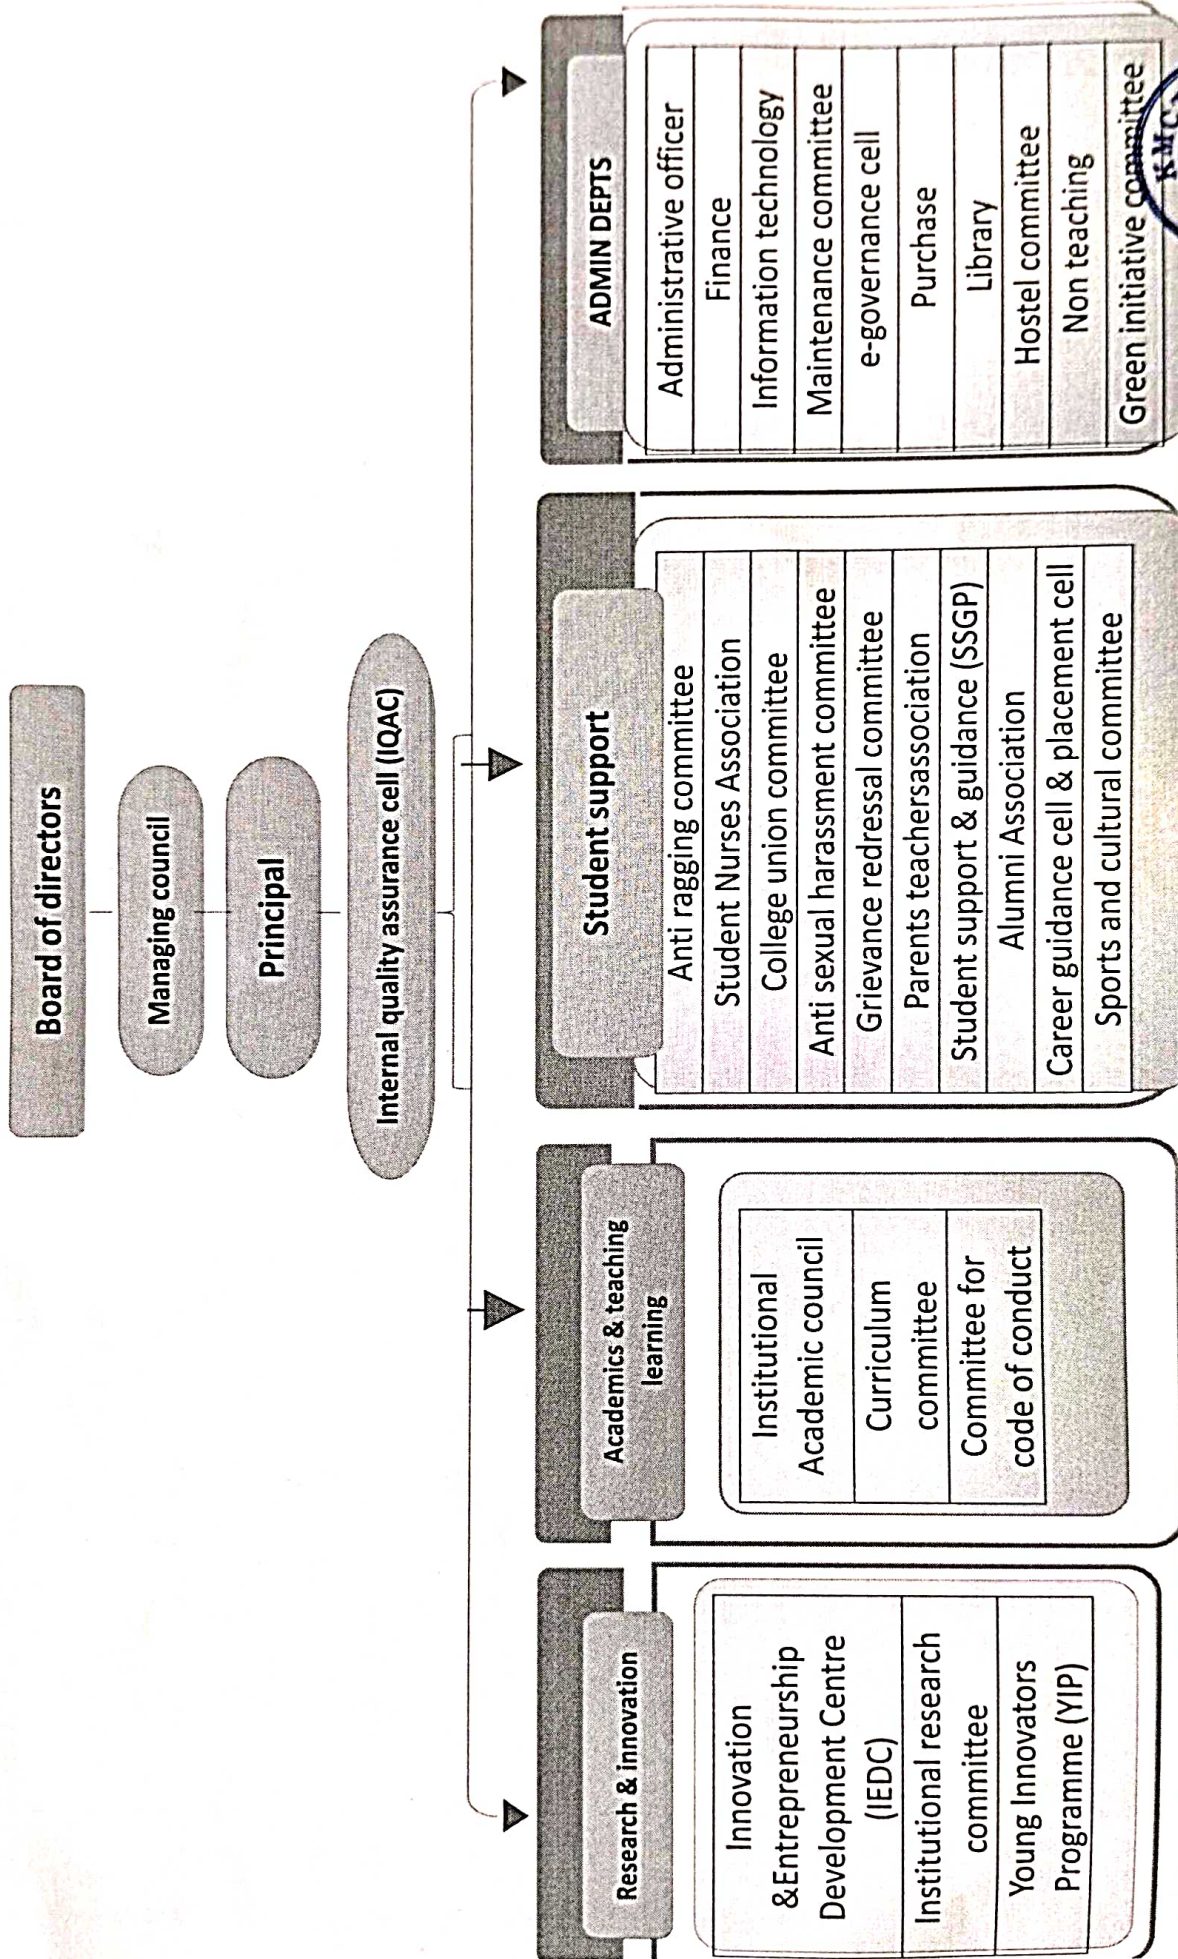 Board of directors
Managing council
Principal
Internal quality assurance cell (IQAC)
Research & innovation
Innovation
&Entrepreneurship
Development Centre
(IEDC)
Institutional research
committee
Young Innovators
Programme (YIP)
Academics & teaching
learning
Institutional
Academic council
Curriculum
committee
Committee for
code of conduct
Student support
Anti ragging committee
Student Nurses Association
College union committee
Anti sexual harassment committee
Grievance redressal committee
Parents teachersassociation
Student support & guidance (SSGP)
Alumni Association
Career guidance cell & placement cell
Sports and cultural committee
ADMIN DEPTS
Administrative officer
Finance
Information technology
Maintenance committee
e-governance cell
Purchase
Library
Hostel committee
Non teaching
Green initiative committee